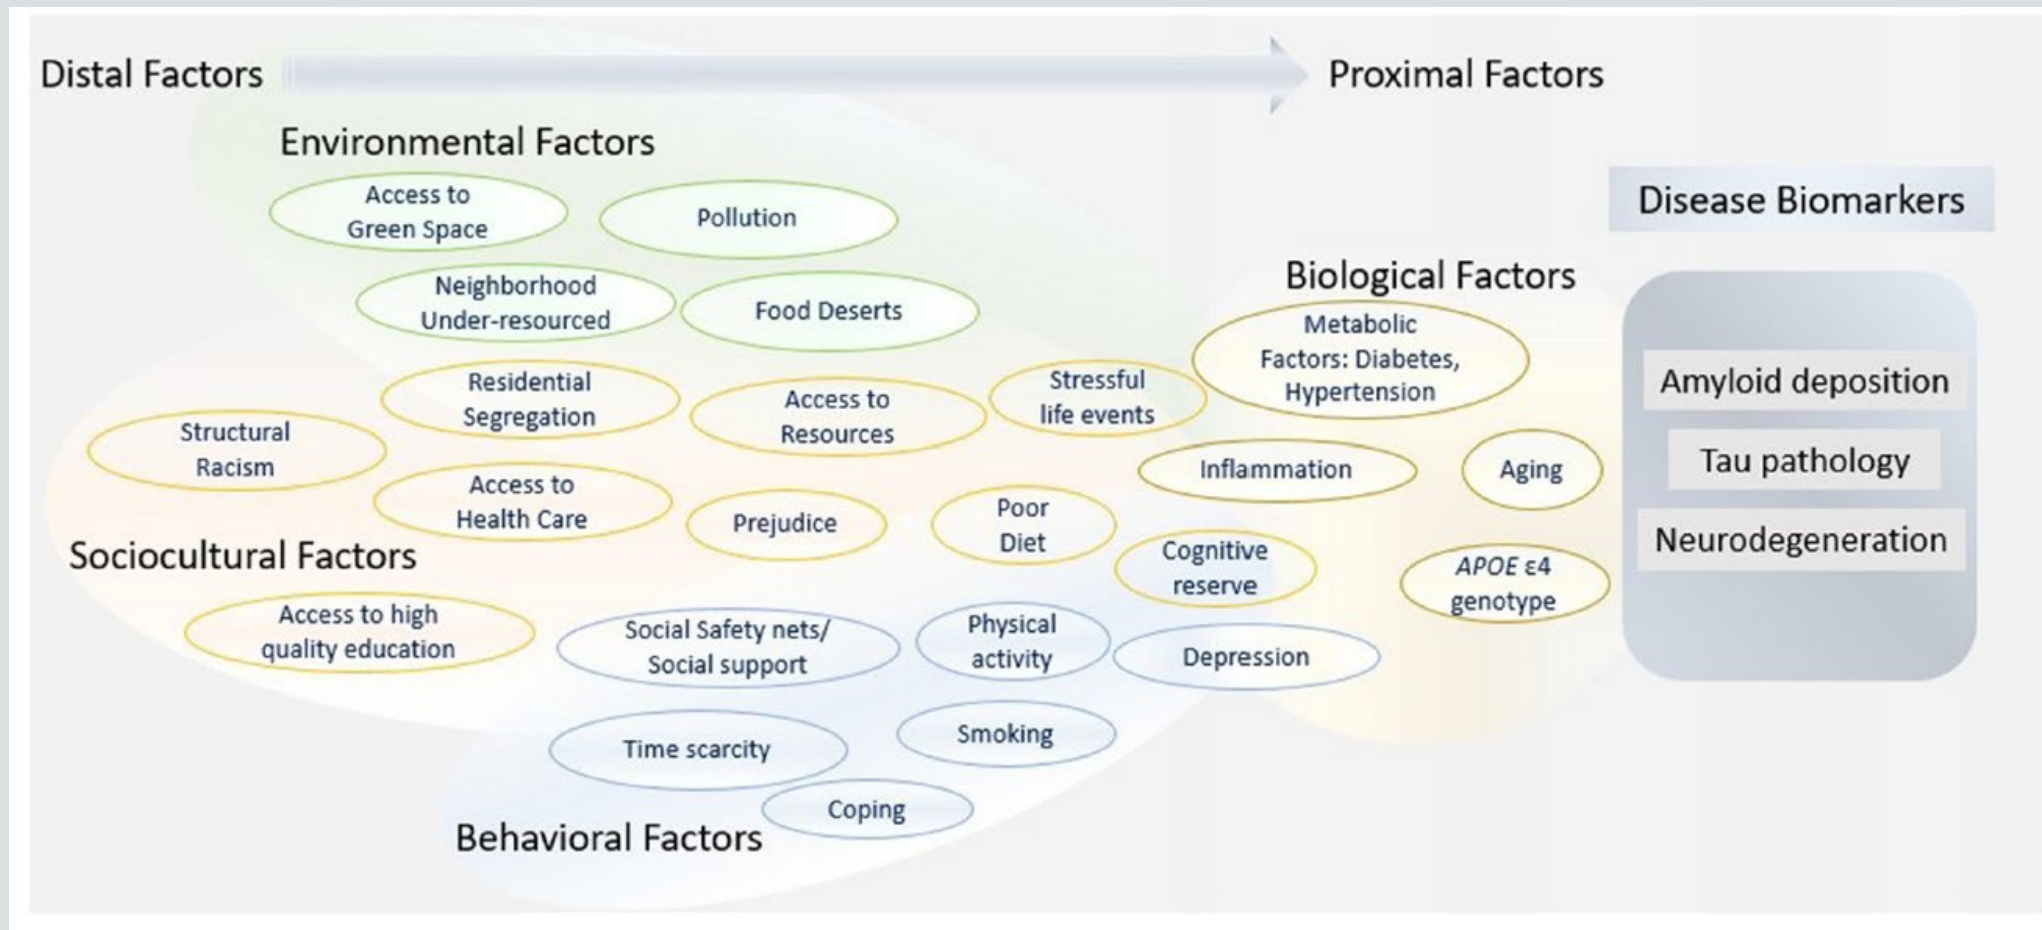 Distal Factors
Proximal Factors
Environmental Factors
Access to
Green Space
Pollution
Neighborhood
Under-resourced
Food Deserts
Residential
Segregation
Access to
Resources
Stressful
life events
Structural
Racism
Access to
Health Care
Prejudice
Poor
Diet
Cognitive
reserve
Sociocultural Factors
Access to high
quality education
Social Safety nets/
Social support
Physical
activity
Depression
Time scarcity
Smoking
Coping
Behavioral Factors
Biological Factors
Metabolic
Factors: Diabetes,
Hypertension
Inflammation
Aging
APOE ε4
genotype
Disease Biomarkers
Amyloid deposition
Tau pathology
Neurodegeneration